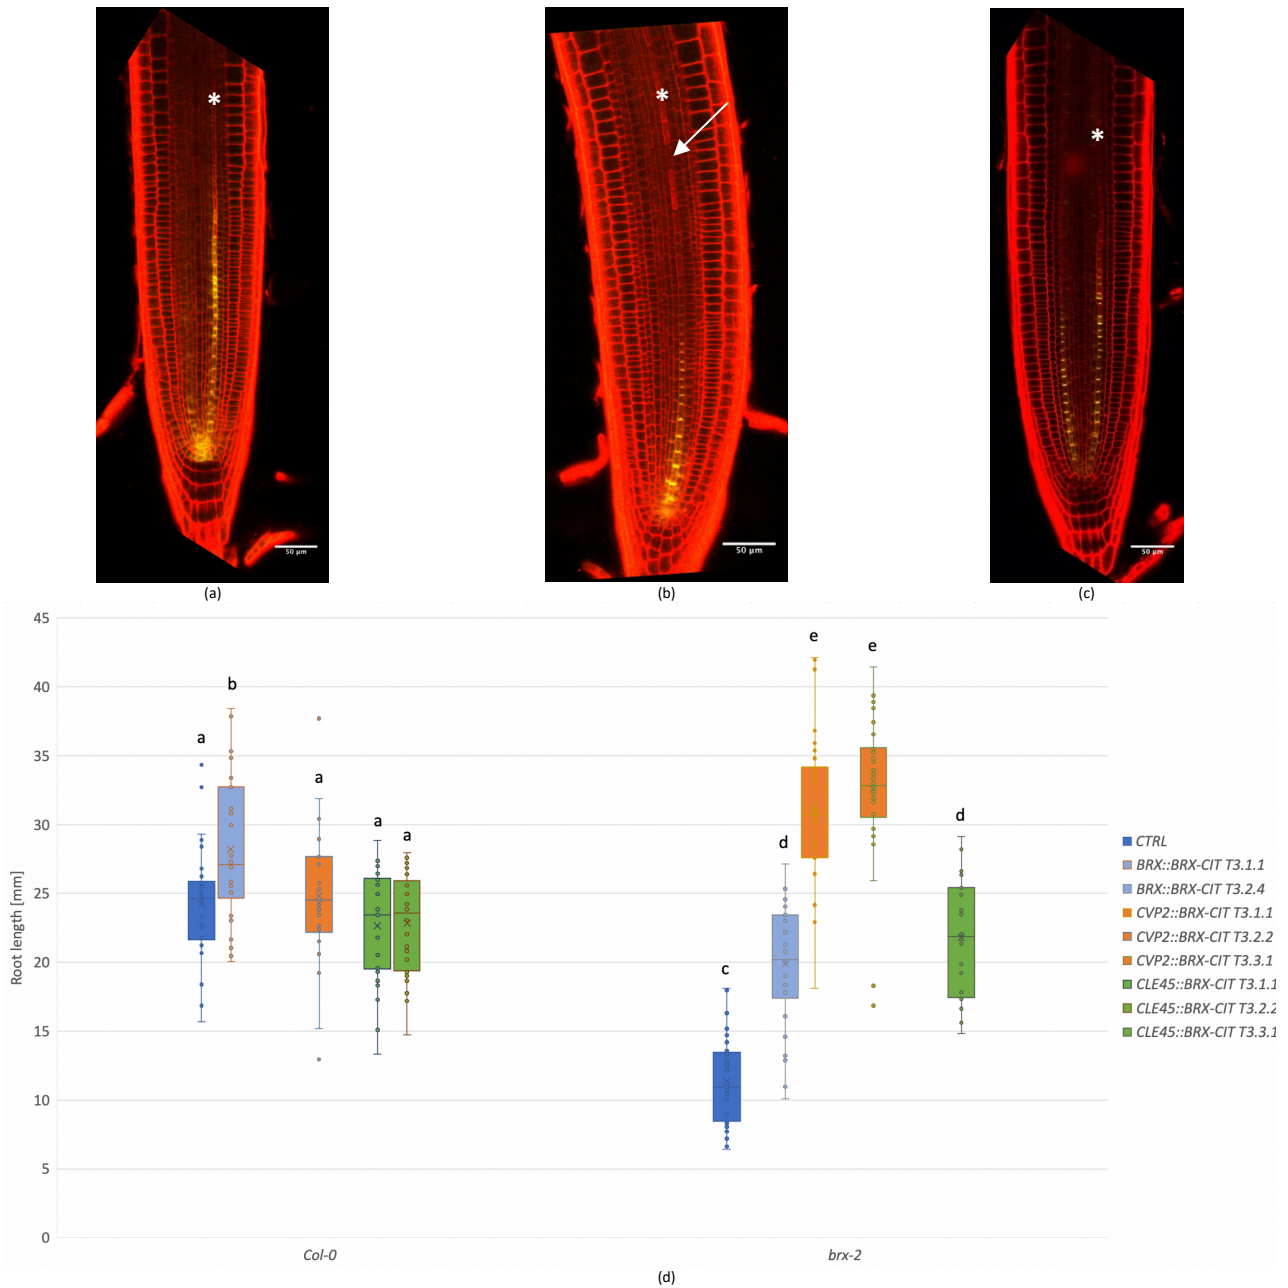 *
50 µm
(a)
*
50 µm
(b)
*
50 µm
(c)
45
40
35
30
25
20
15
10
5
0
Root length [mm]
a
b
a
a
a
c
d
e
e
d
Col-0
brx-2
CTRL
BRX::BRX-CIT T3.1.1
BRX::BRX-CIT T3.2.4
CVP2::BRX-CIT T3.1.1
CVP2::BRX-CIT T3.2.2
CVP2::BRX-CIT T3.3.1
CLE45::BRX-CIT T3.1.1
CLE45::BRX-CIT T3.2.2
CLE45::BRX-CIT T3.3.1
(d)